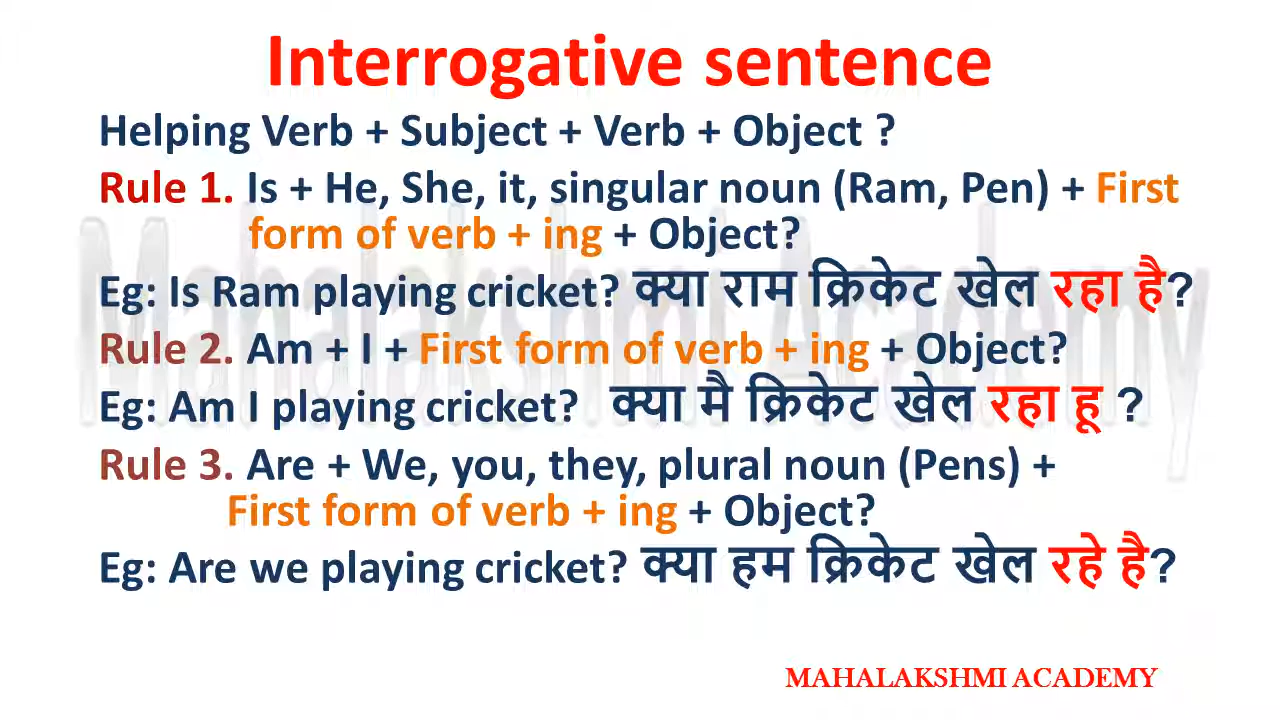 Interrogative sentence
Helping Verb + Subject + Verb + Object ?
Rule 1. Is + He, She, it, singular noun (Ram, Pen) + First
form of verb + ing + Object?
Eg: Is Ram playing cricket? क्या राम क्रिकेट खेल रहा है?
Rule 2. Am + I + First form of verb + ing + Object?
Eg: Am I playing cricket? क्या मै क्रिकेट खेल रहा हू ?
Rule 3. Are + We, you, they, plural noun (Pens) +
First form of verb + ing + Object?
Eg: Are we playing cricket? क्या हम क्रिकेट खेल रहे है?
Mahalakshmi Academy
MAHALAKSHMI ACADEMY